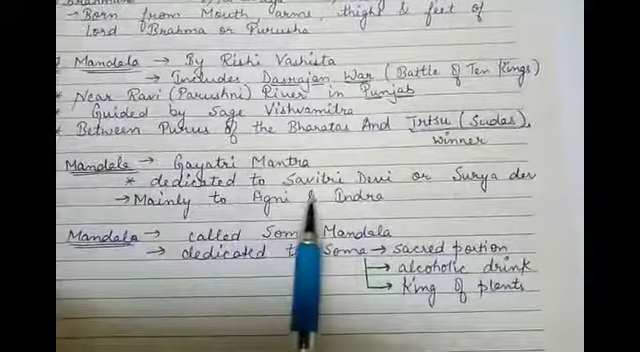 → Born from Mouth, arms, thigh & feet of
Lord Brahma or Purusha
Mandala → By Rishi Vashista
→ Includes Dasrajan War (Battle of Ten Kings)
* Near Ravi (Parushni) River in Punjab
* Guided by Sage Vishvamitra
* Between Purus of the Bharatas And Trtsu (Sudas),
winner
Mandala → Gayatri Mantra
* dedicated to Savitri Devi or Surya dev
→ Mainly to Agni & Indra
Mandala → called Soma Mandala
→ dedicated to Soma → sacred portion
→ alcoholic drink
→ King of plants